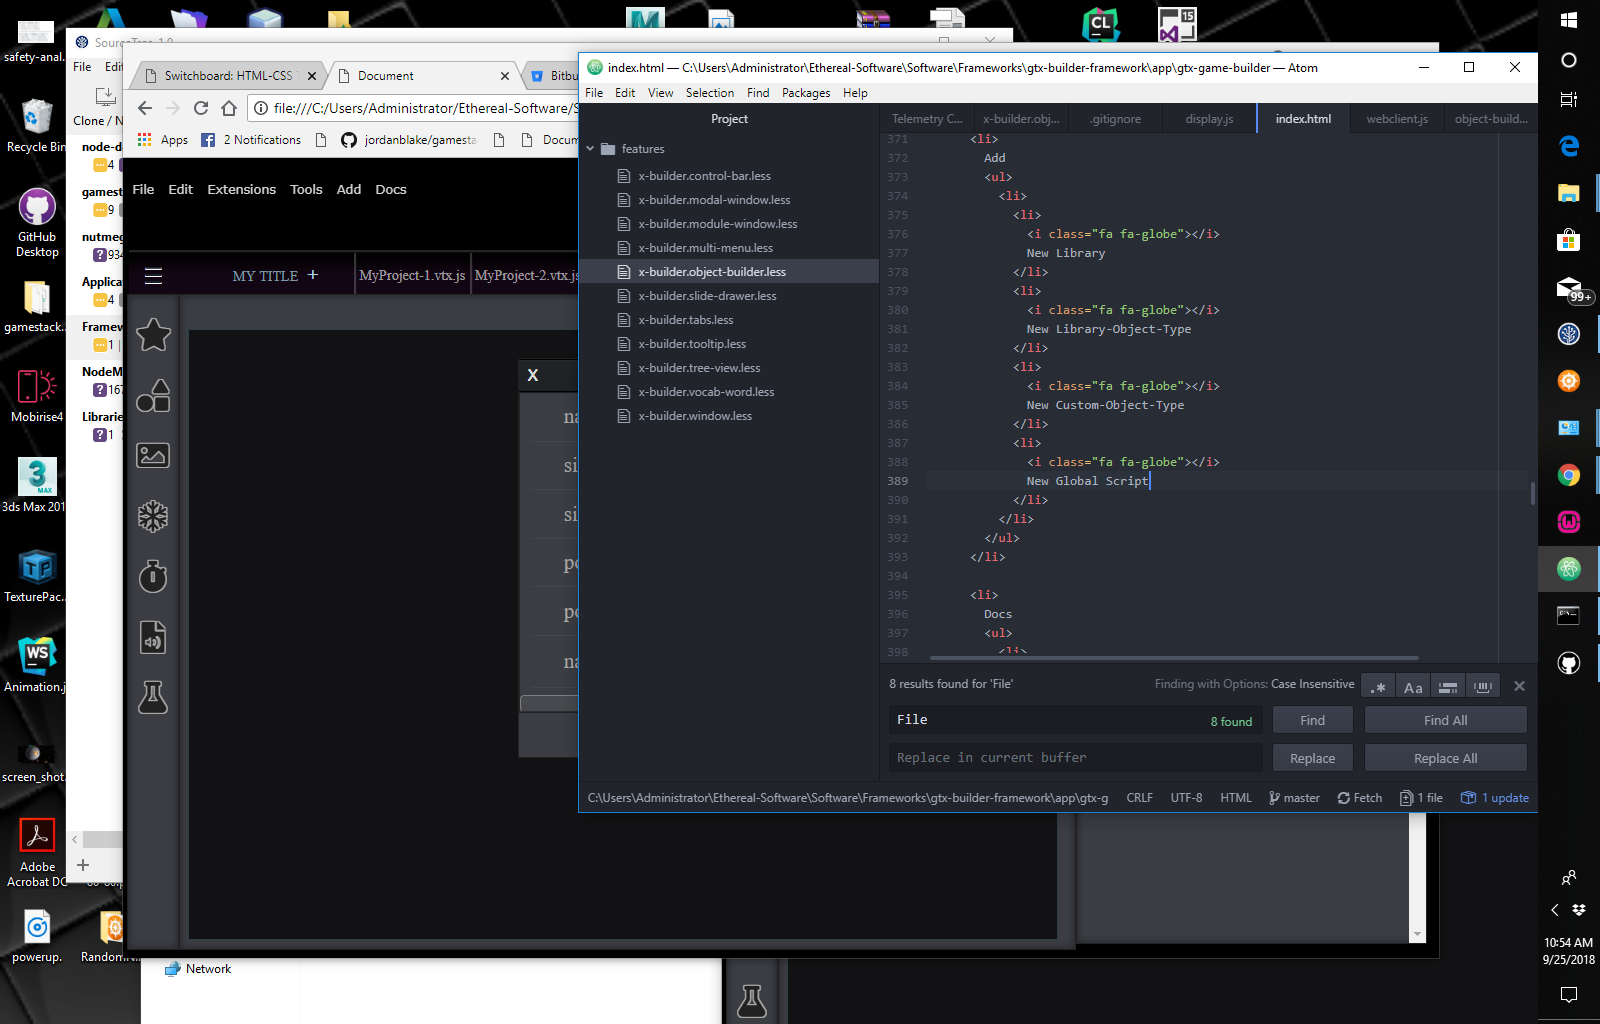 safety-anal.
Recycle Bin
GitHub
Desktop
gamestack.
Mobirise4
3
MAX
3ds Max 201
TP
TexturePac..
WS
Animation.j
screen_shot.
Adobe
Acrobat DC
powerup.
RandomN
M
CL
15
SourceTree 1.0
File Edit
Clone / N
node-d
4
gamest
9
nutmeg
934
Applica
4
Framew
1
NodeM
167
Librarie
1
Network
Switchboard: HTML-CSS
Document
Bitbu
file:///C:/Users/Administrator/Ethereal-Software/S
Apps
2 Notifications
jordanblake/gamesta
Docum
File Edit Extensions Tools Add Docs
MY TITLE +
MyProject-1.vtx.js
MyProject-2.vtx.js
X
na
si
si
po
po
na
index.html — C:\Users\Administrator\Ethereal-Software\Software\Frameworks\gtx-builder-framework\app\gtx-game-builder — Atom
File Edit View Selection Find Packages Help
Project
features
x-builder.control-bar.less
x-builder.modal-window.less
x-builder.module-window.less
x-builder.multi-menu.less
x-builder.object-builder.less
x-builder.slide-drawer.less
x-builder.tabs.less
x-builder.tooltip.less
x-builder.tree-view.less
x-builder.vocab-word.less
x-builder.window.less
Telemetry C... x-builder.obj... .gitignore display.js index.html webclient.js object-build...
371 <li>
372 Add
373 <ul>
374 <li>
375 <li>
376 <i class="fa fa-globe"></i>
377 New Library
378 </li>
379 <li>
380 <i class="fa fa-globe"></i>
381 New Library-Object-Type
382 </li>
383 <li>
384 <i class="fa fa-globe"></i>
385 New Custom-Object-Type
386 </li>
387 <li>
388 <i class="fa fa-globe"></i>
389 New Global Script
390 </li>
391 </li>
392 </ul>
393 </li>
394
395 <li>
396 Docs
397 <ul>
398 <li>
8 results found for 'File'
Finding with Options: Case Insensitive
.* Aa
File
8 found
Find
Find All
Replace in current buffer
Replace
Replace All
C:\Users\Administrator\Ethereal-Software\Software\Frameworks\gtx-builder-framework\app\gtx-g
CRLF UTF-8 HTML master Fetch 1 file 1 update
99+
10:54 AM
9/25/2018